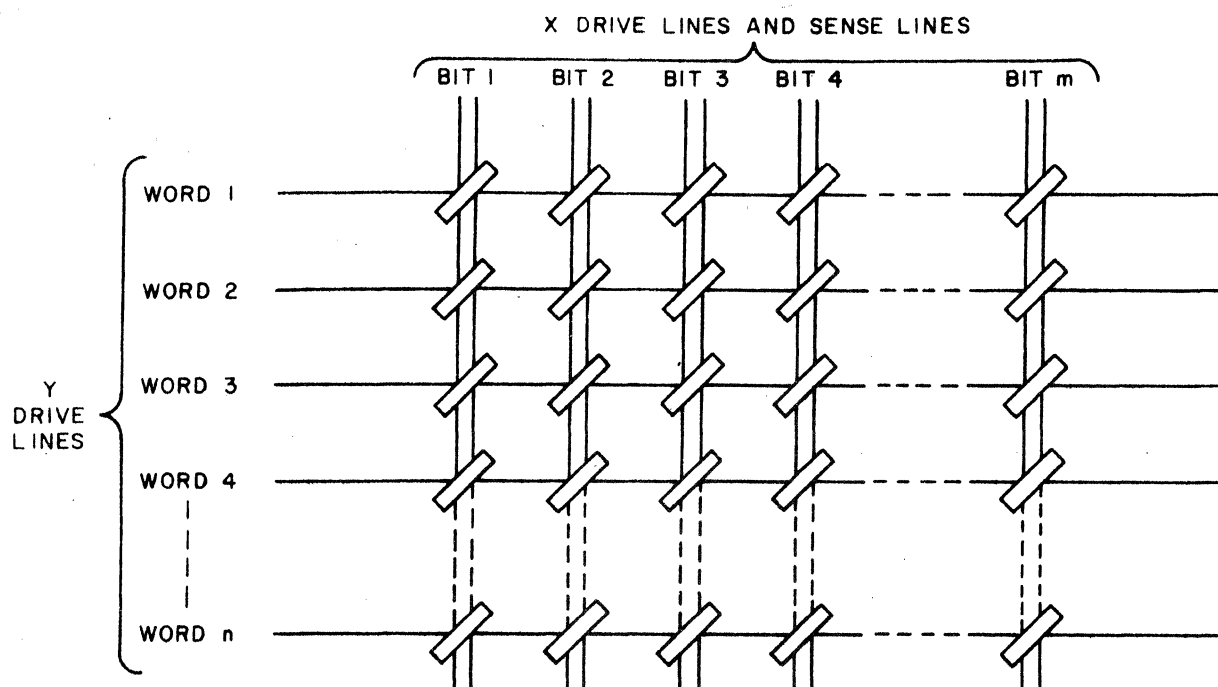 X DRIVE LINES AND SENSE LINES
BIT 1 BIT 2 BIT 3 BIT 4 BIT m
WORD 1
WORD 2
WORD 3
Y
DRIVE
LINES
WORD 4
WORD n